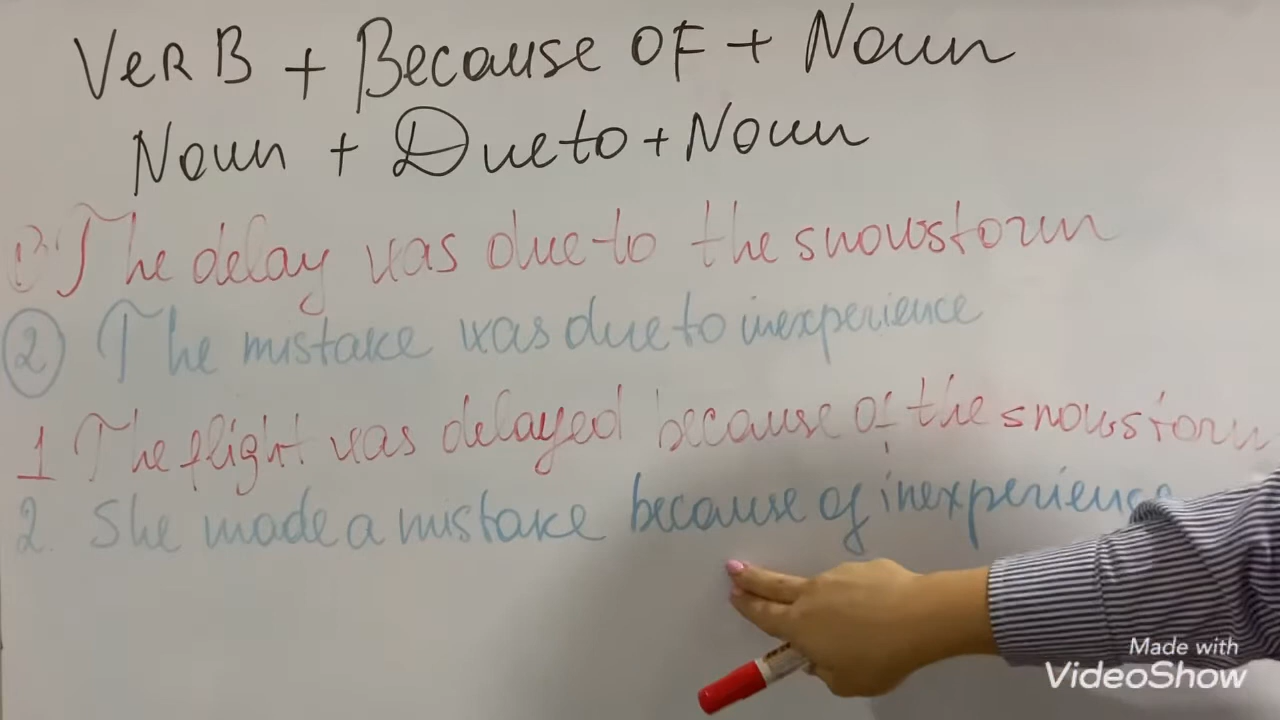 VeRB + Because OF + Noun
Noun + Due to + Noun
1. The delay was due to the snowstorm
2 The mistake was due to inexperience
1 The flight was delayed because of the snowstorm
2. She made a mistake because of inexperience
Made with
VideoShow